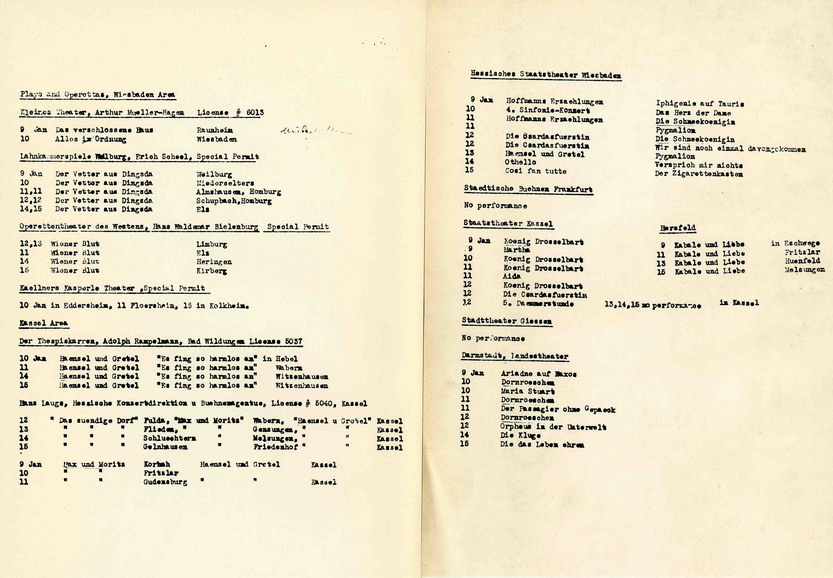 Plays and Operettas, Wiesbaden Area
Kleines Theater, Arthur Mueller-Hagen License # 6013
9 Jan Das verschlossene Haus Raunheim
10 Alles in Ordnung Wiesbaden
Lahnkammerspiele Weilburg, Erich Scheel, Special Permit
9 Jan Der Vetter aus Dingsda Weilburg
10 Der Vetter aus Dingsda Niederselters
11,11 Der Vetter aus Dingsda Almshausen, Homburg
12,12 Der Vetter aus Dingsda Schupbach, Homburg
14,15 Der Vetter aus Dingsda Elz
Operettentheater des Westens, Hans Waldemar Bielenburg Special Permit
12,13 Wiener Blut Limburg
11 Wiener Blut Elz
14 Wiener Blut Heringen
15 Wiener Blut Kirberg
Kaellners Kasperle Theater ,Special Permit
10 Jan in Eddersheim, 11 Floersheim, 15 in Kolkheim.
Kassel Area
Der Thespiskarren, Adolph Rampelmann, Bad Wildungen License 5037
10 Jan Haensel und Gretel "Es fing so harmlos an" in Hebel
11 Haensel und Gretel "Es fing so harmlos an" Wabern
14 Haensel und Gretel "Es fing so harmlos an" Witzenhausen
15 Haensel und Gretel "Es fing so harmlos an" Witzenhausen
Hans Laugs, Hessische Konzertdirektion u Buehnenagentue, License # 5040, Kassel
12 " Das suendige Dorf" Fulda, "Max und Moritz" Wabern, "Haensel u Gretel" Kassel
13 " " " Flieden, " " Gensungen, " " Kassel
14 " " " Schluechtern " Melsungen, " " Kassel
15 " " " Gelnhausen " Friedenhof " " Kassel
9 Jan Max und Moritz Korbah Haensel und Gretel Kassel
10 " " Fritzlar
11 " " Gudensburg " " Kassel
Hessisches Staatstheater Wiesbaden
9 Jan Hoffmanns Erzaehlungen Iphigenie auf Tauris
10 4. Sinfonie-Konzert Das Herz der Dame
11 Hoffmanns Erzaehlungen Die Schneekoenigin
11 Pygmalion
12 Die Csardasfuerstin Die Schneekoenigin
12 Die Csardasfuerstin Wir sind noch einmal davongekommen
13 Haensel und Gretel Pygmalion
14 Othello Versprich mir nichts
15 Cosi fan tutte Der Zigarettenkasten
Staedtische Buehnen Frankfurt
No performance
Staatstheater Kassel
9 Jan Koenig Drosselbart
9 Martha
10 Koenig Drosselbart
11 Koenig Drosselbart
11 Aida
12 Koenig Drosselbart
12 Die Csardasfuerstin
12 5. Daemmerstunde 13,14,15 no performance in Kassel
Hersfeld
9 Kabale und Liebe in Eschwege
11 Kabale und Liebe Fritzlar
13 Kabale und Liebe Huenfeld
15 Kabale und Liebe Melsungen
Stadttheater Giessen
No performance
Darmstadt, Landestheater
9 Jan Ariadne auf Naxos
10 Dornroeschen
10 Maria Stuart
11 Dornroeschen
11 Der Passagier ohne Gepaeck
12 Dornroeschen
12 Orpheus in der Unterwelt
14 Die Kluge
15 Die das Leben ehren